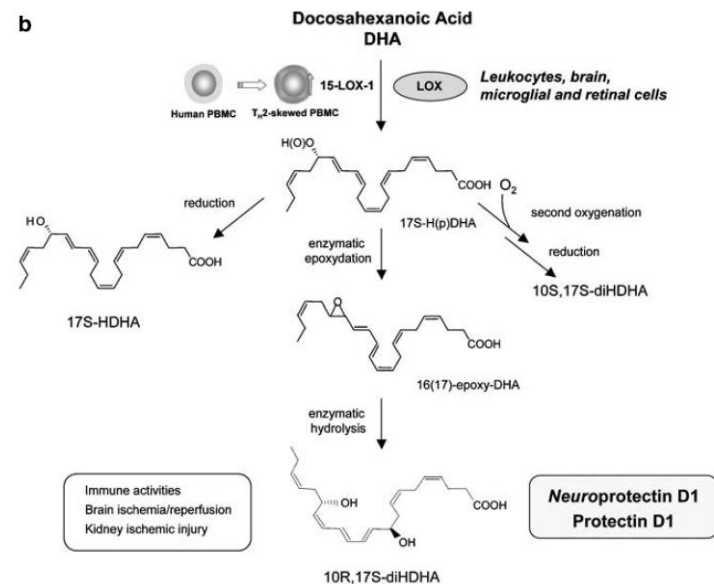 b
Docosahexanoic Acid
DHA
15-LOX-1
LOX
Leukocytes, brain,
microglial and retinal cells
Human PBMC
TH2-skewed PBMC
H(O)O
COOH
O2
17S-H(p)DHA
reduction
second oxygenation
reduction
10S,17S-diHDHA
HO
COOH
17S-HDHA
enzymatic
epoxydation
O
COOH
16(17)-epoxy-DHA
enzymatic
hydrolysis
Immune activities
Brain ischemia/reperfusion
Kidney ischemic injury
OH
COOH
OH
10R,17S-diHDHA
Neuroprotectin D1
Protectin D1